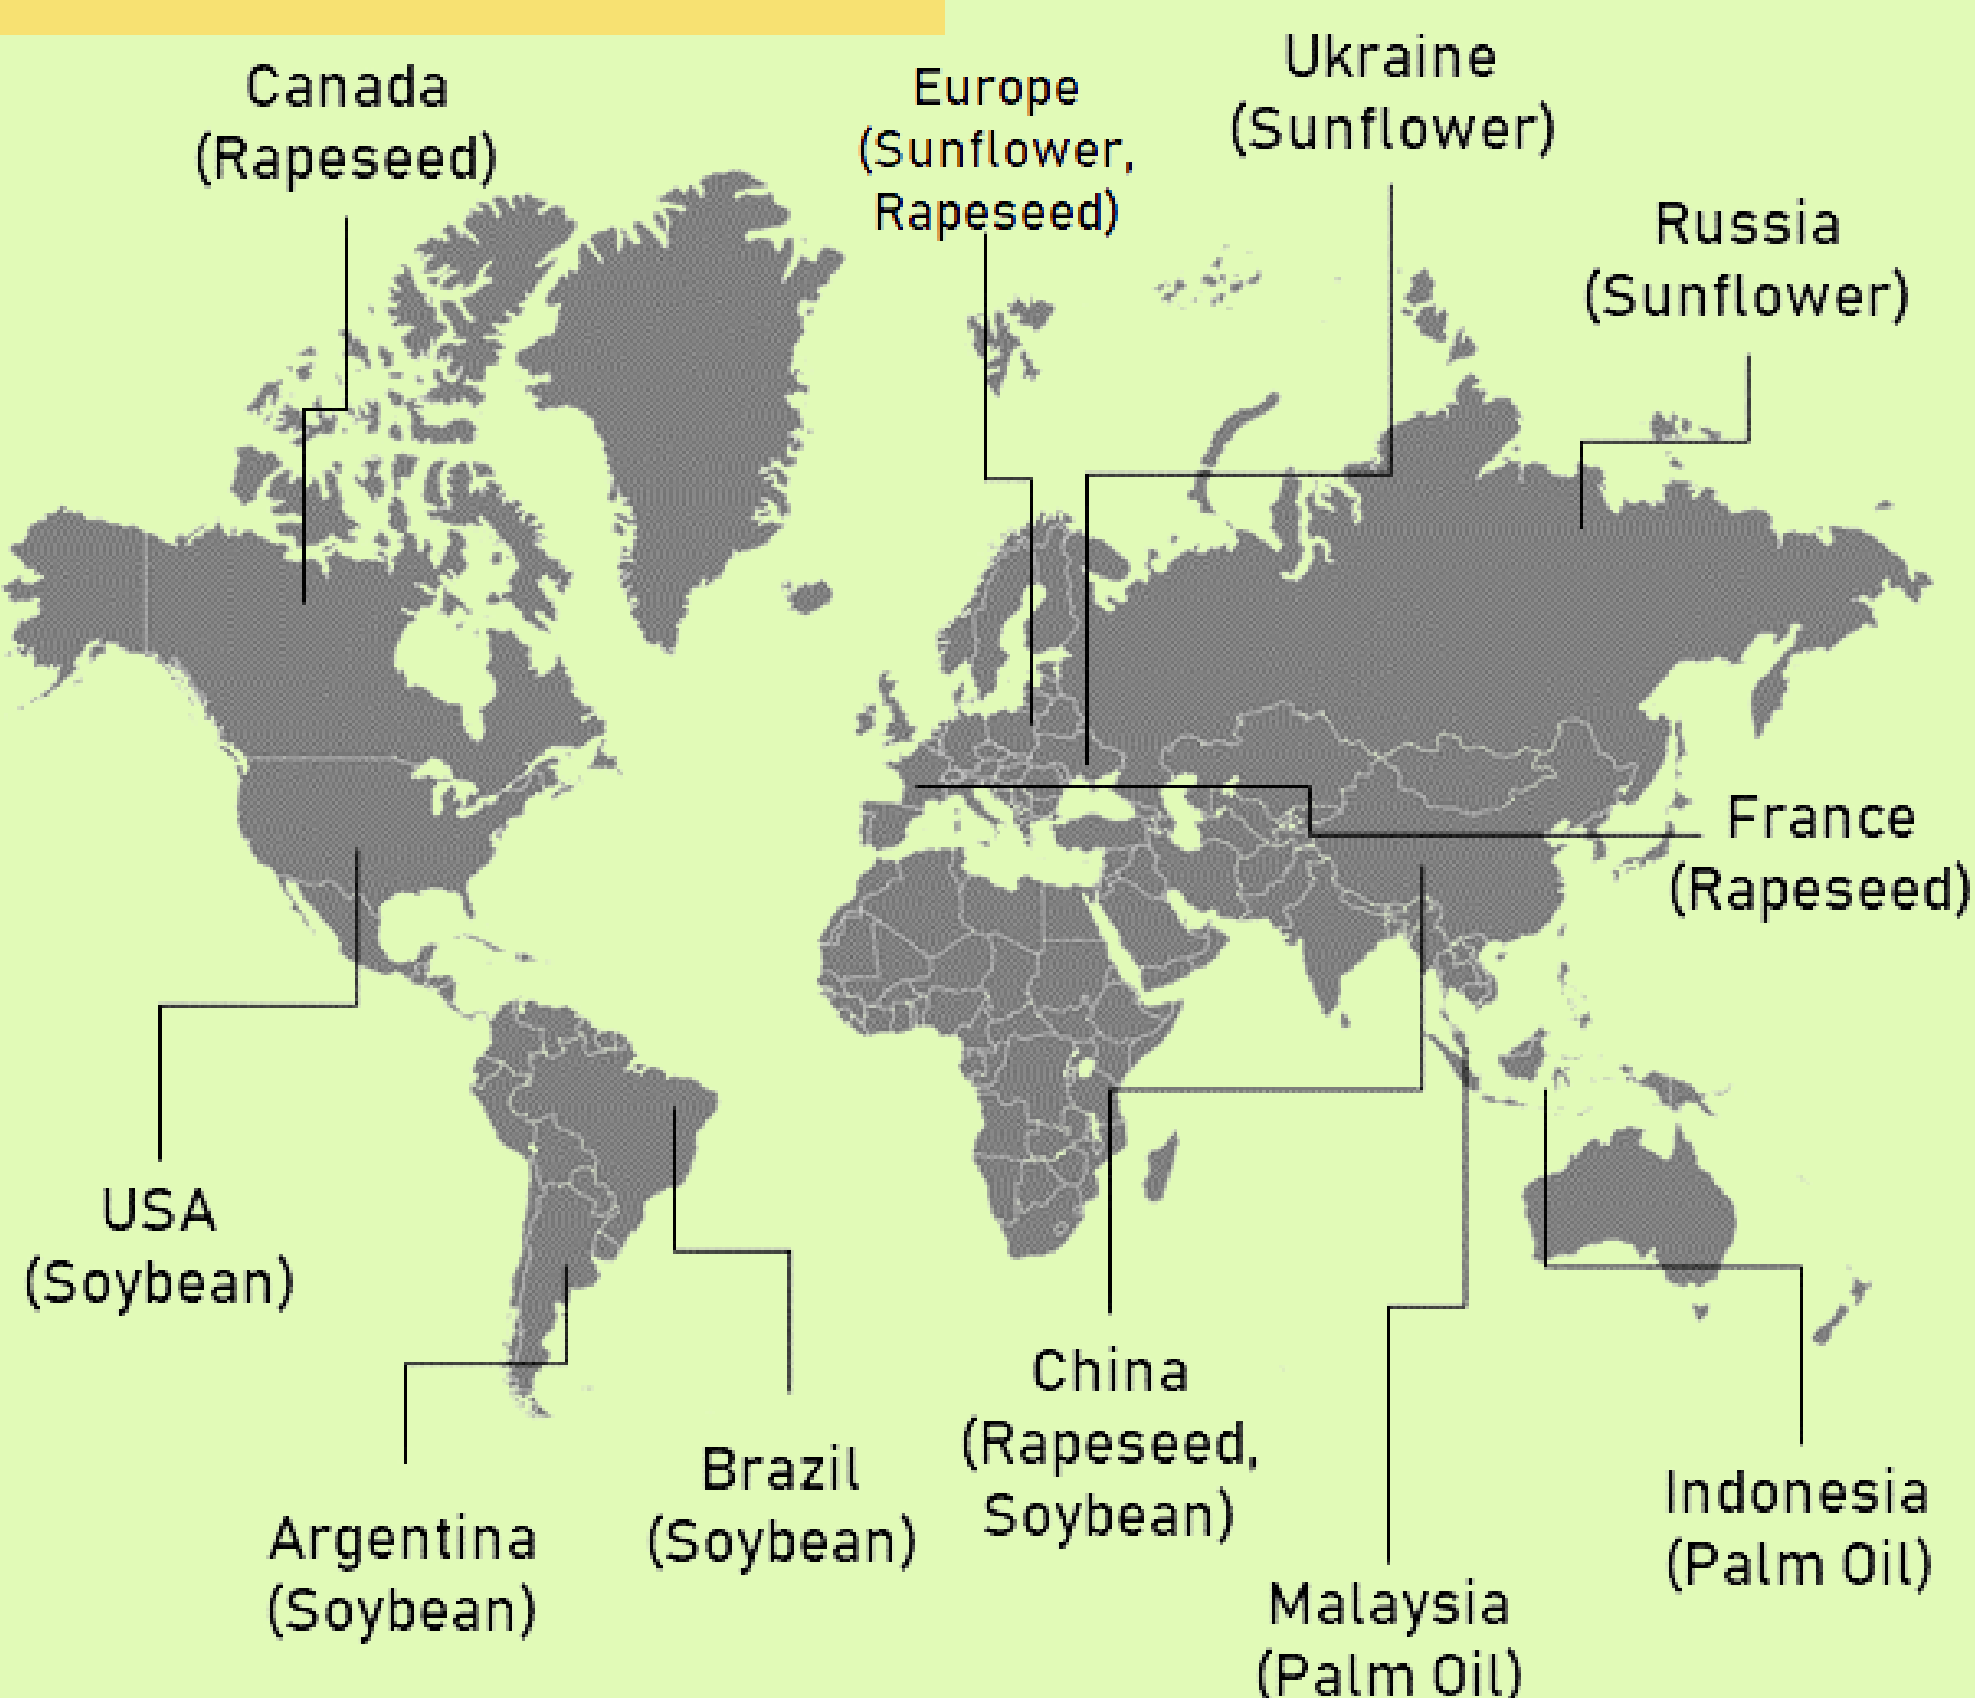 Canada
(Rapeseed)
Europe
(Sunflower,
Rapeseed)
Ukraine
(Sunflower)
Russia
(Sunflower)
France
(Rapeseed)
USA
(Soybean)
Argentina
(Soybean)
Brazil
(Soybean)
China
(Rapeseed,
Soybean)
Malaysia
(Palm Oil)
Indonesia
(Palm Oil)